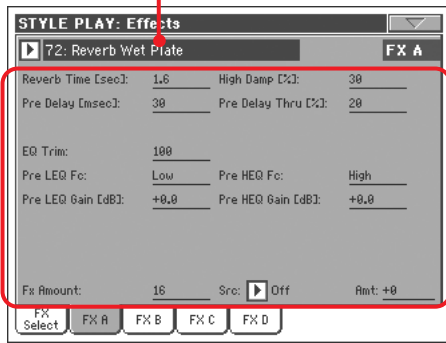 STYLE PLAY: Effects
72: Reverb Wet Plate FX A
Reverb Time [sec]: 1.6 High Damp [%]: 30
Pre Delay [msec]: 30 Pre Delay Thru [%]: 20
EQ Trim: 100
Pre LEQ Fc: Low Pre HEQ Fc: High
Pre LEQ Gain [dB]: +0.0 Pre HEQ Gain [dB]: +0.0
Fx Amount: 16 Src: Off Amt: +0
FX Select FX A FX B FX C FX D